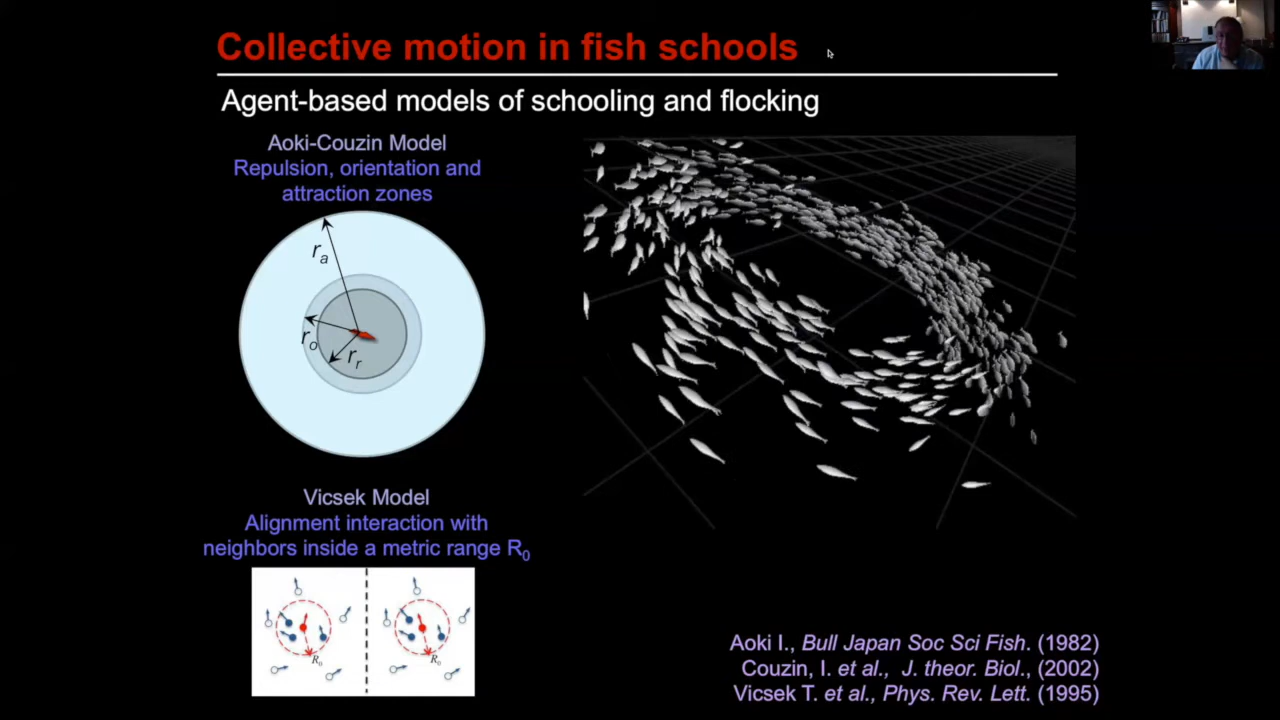 Collective motion in fish schools
Agent-based models of schooling and flocking
Aoki-Couzin Model
Repulsion, orientation and
attraction zones
ra
ro
rr
Vicsek Model
Alignment interaction with
neighbors inside a metric range R0
R0
R0
Aoki I., Bull Japan Soc Sci Fish. (1982)
Couzin, I. et al., J. theor. Biol., (2002)
Vicsek T. et al., Phys. Rev. Lett. (1995)